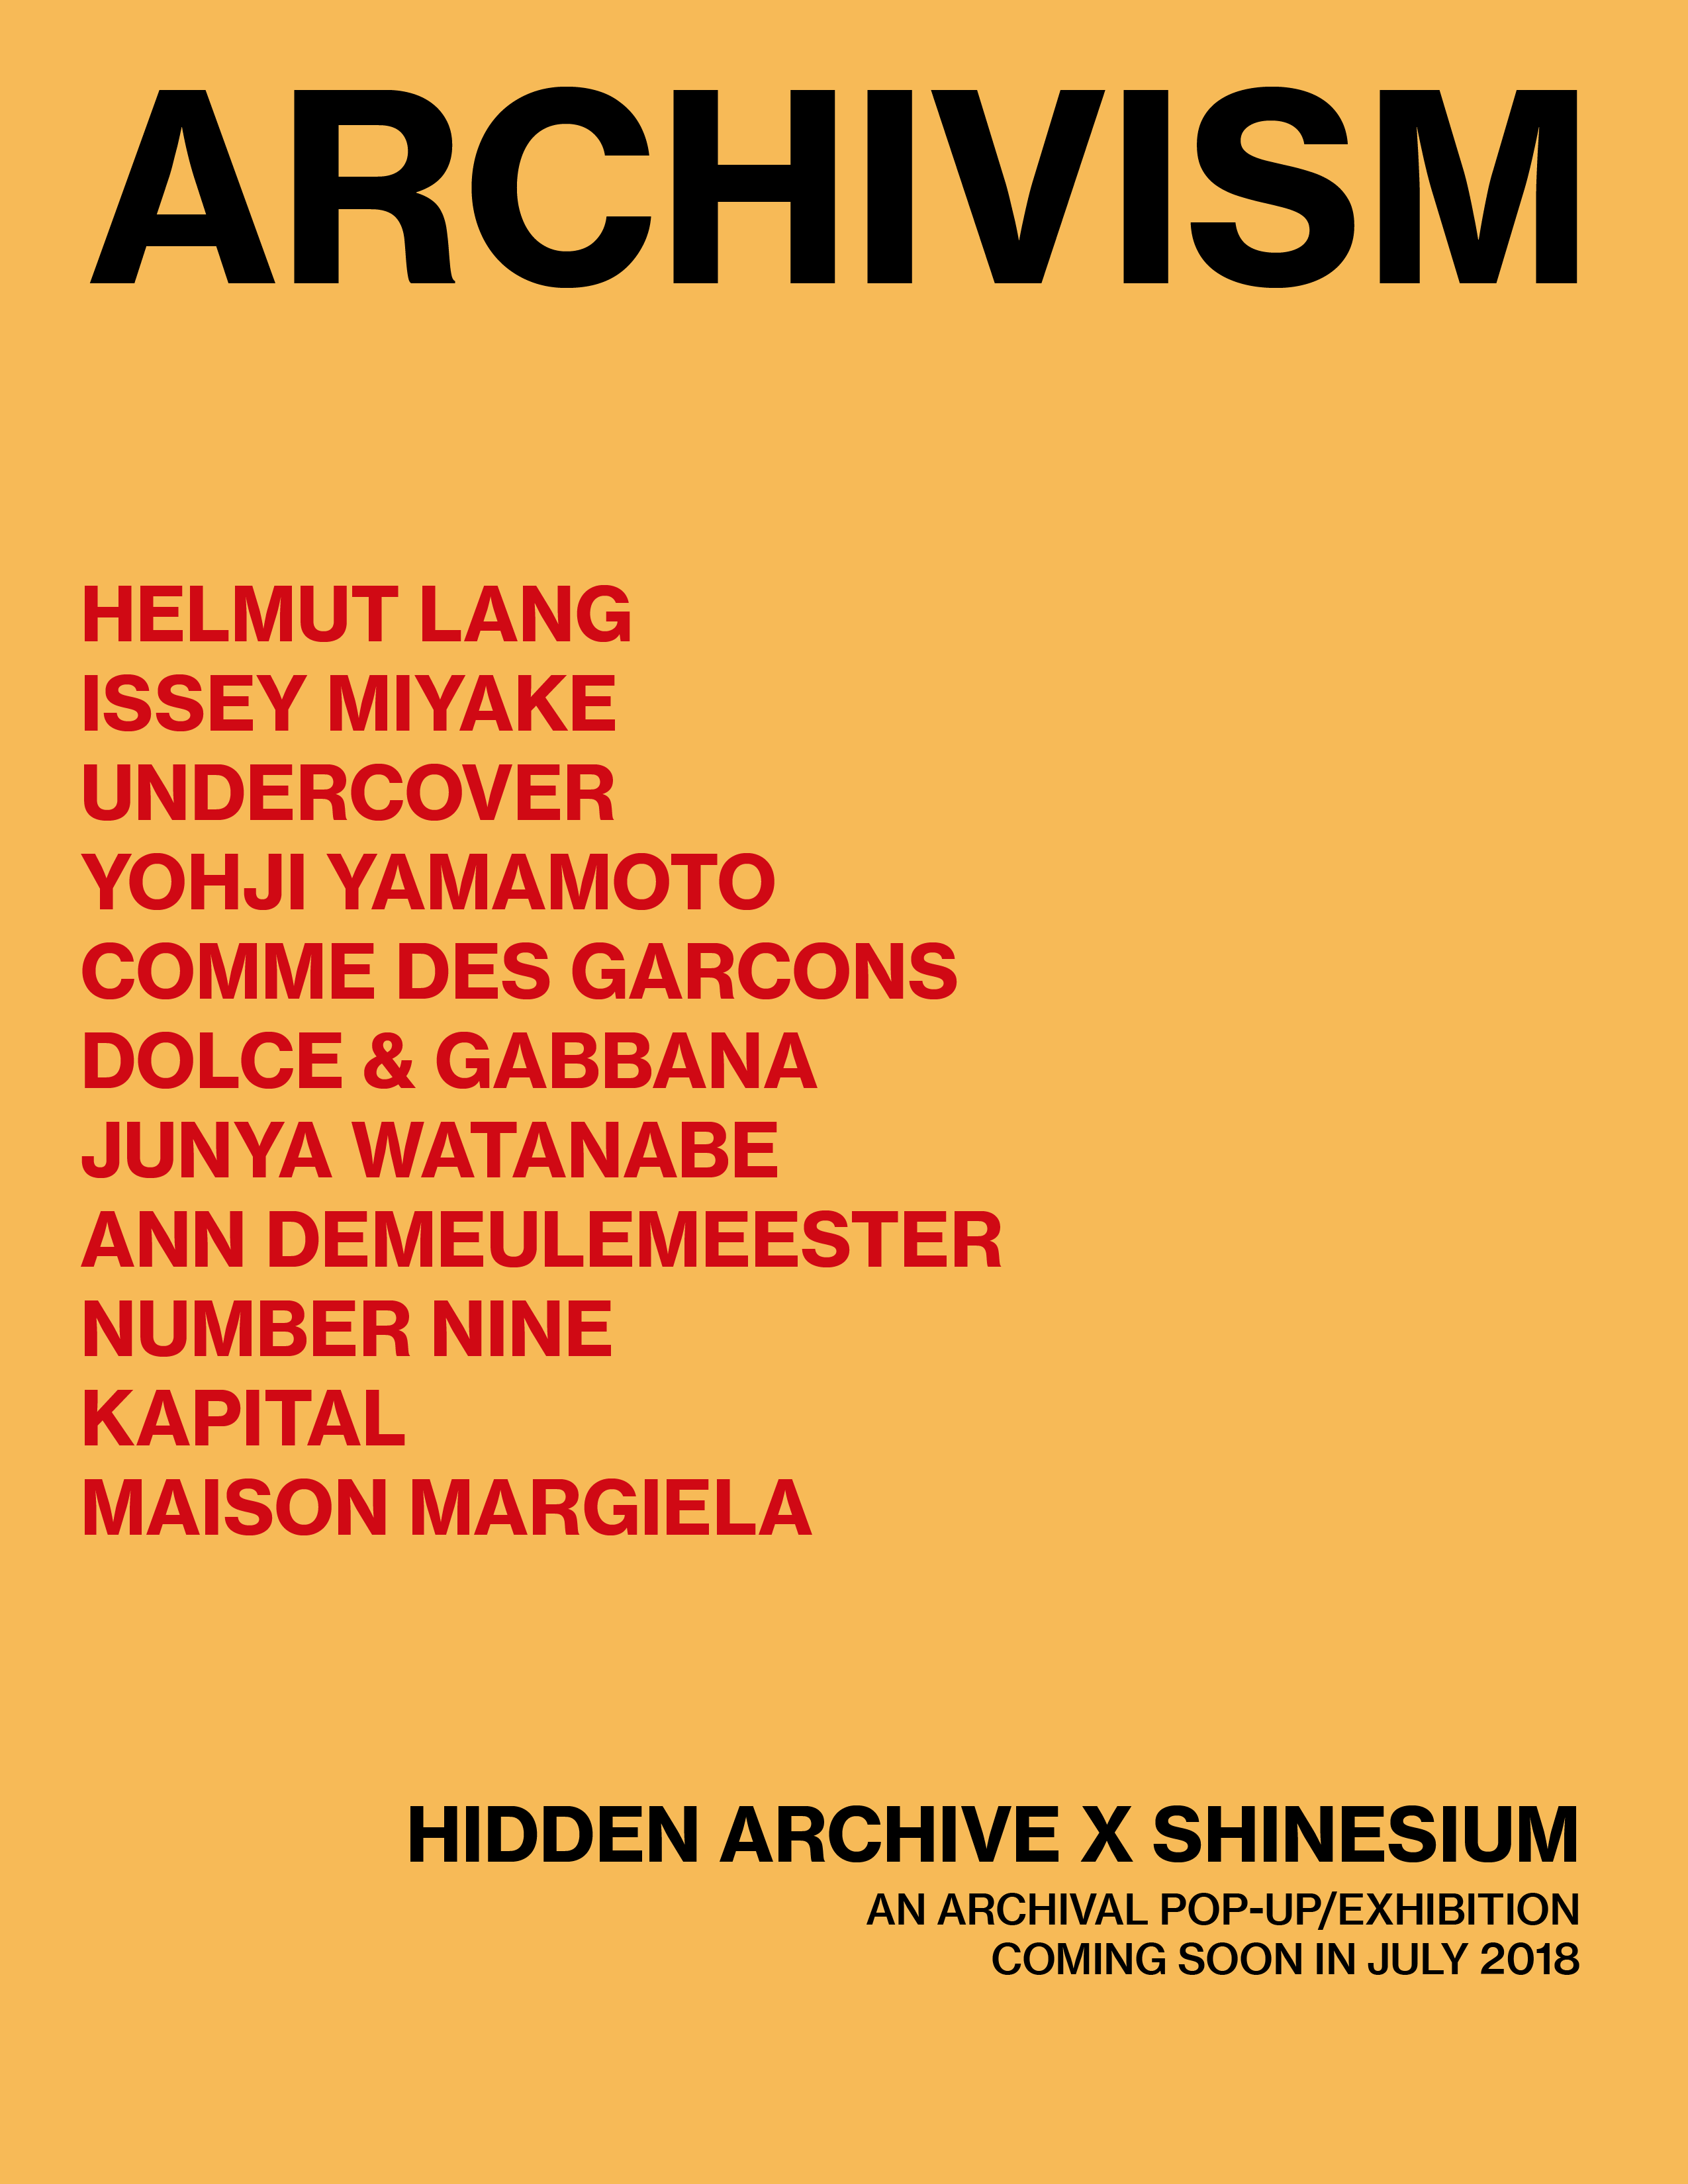 ARCHIVISM
HELMUT LANG
ISSEY MIYAKE
UNDERCOVER
YOHJI YAMAMOTO
COMME DES GARCONS
DOLCE & GABBANA
JUNYA WATANABE
ANN DEMEULEMEESTER
NUMBER NINE
KAPITAL
MAISON MARGIELA
HIDDEN ARCHIVE X SHINESIUM
AN ARCHIVAL POP-UP/EXHIBITION
COMING SOON IN JULY 2018